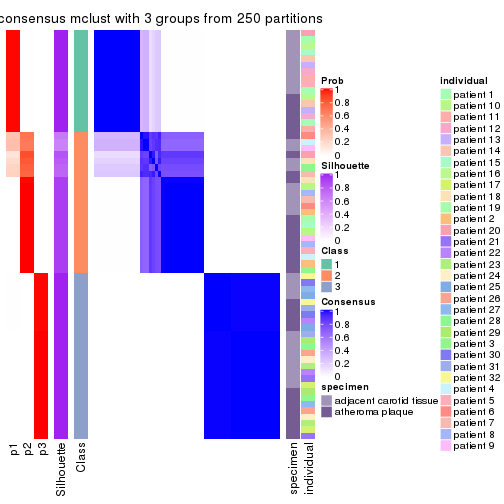 consensus mclust with 3 groups from 250 partitions
p1
p2
p3
Silhouette
Class
specimen
individual
Prob
1
0.8
0.6
0.4
0.2
0
Silhouette
1
0.8
0.6
0.4
0.2
0
Class
1
2
3
Consensus
1
0.8
0.6
0.4
0.2
0
specimen
adjacent carotid tissue
atheroma plaque
individual
patient 1
patient 10
patient 11
patient 12
patient 13
patient 14
patient 15
patient 16
patient 17
patient 18
patient 19
patient 2
patient 20
patient 21
patient 22
patient 23
patient 24
patient 25
patient 26
patient 27
patient 28
patient 29
patient 3
patient 30
patient 31
patient 32
patient 4
patient 5
patient 6
patient 7
patient 8
patient 9